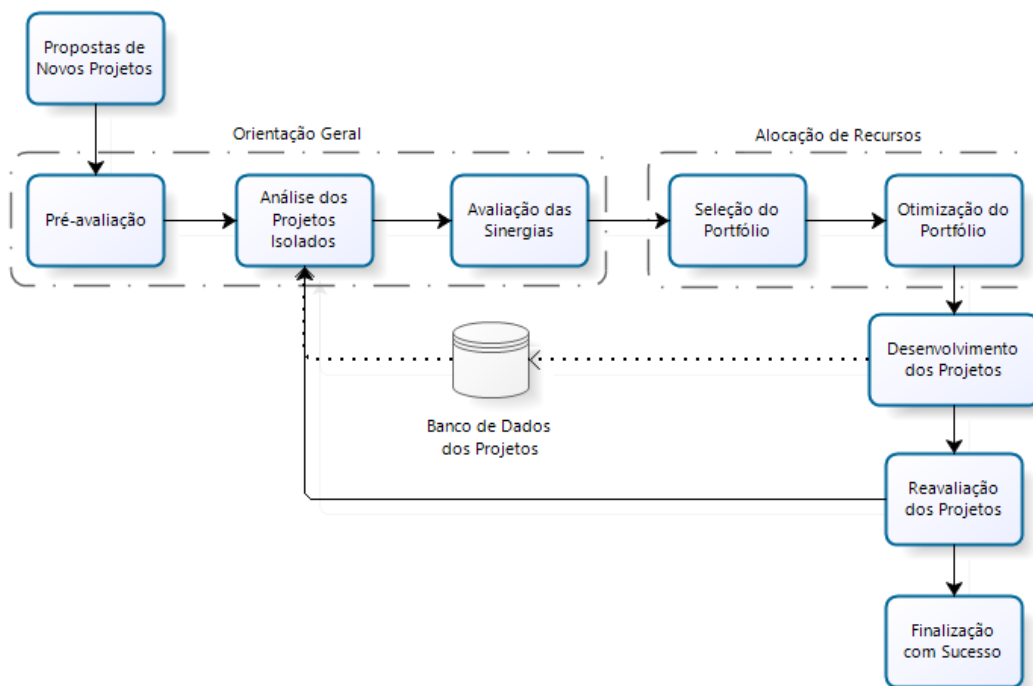 Propostas de
Novos Projetos
Orientação Geral
Alocação de Recursos
Pré-avaliação
Análise dos
Projetos
Isolados
Avaliação das
Sinergias
Seleção do
Portfólio
Otimização do
Portfólio
Desenvolvimento
dos Projetos
Banco de Dados
dos Projetos
Reavaliação
dos Projetos
Finalização
com Sucesso